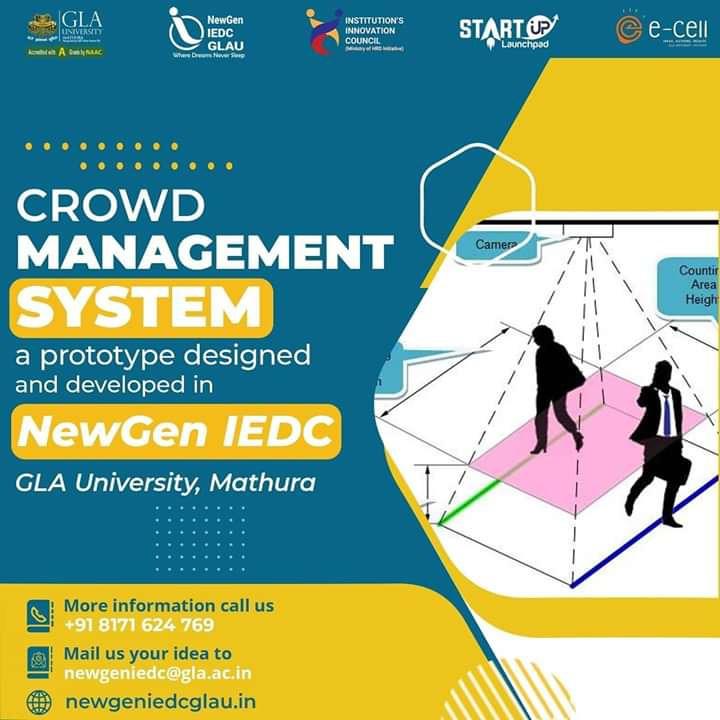 GLA
UNIVERSITY
MATHURA
Accredited with A Grade by NAAC
NewGen
IEDC
GLAU
Where Dreams Never Sleep
INSTITUTION'S
INNOVATION
COUNCIL
(Ministry of HRD Initiative)
START UP
Launchpad
e-cell
CROWD
MANAGEMENT
SYSTEM
a prototype designed
and developed in
NewGen IEDC
GLA University, Mathura
Camera
Countin
Area
Heigh
More information call us
+91 8171 624 769
Mail us your idea to
newgeniedc@gla.ac.in
newgeniedcglau.in